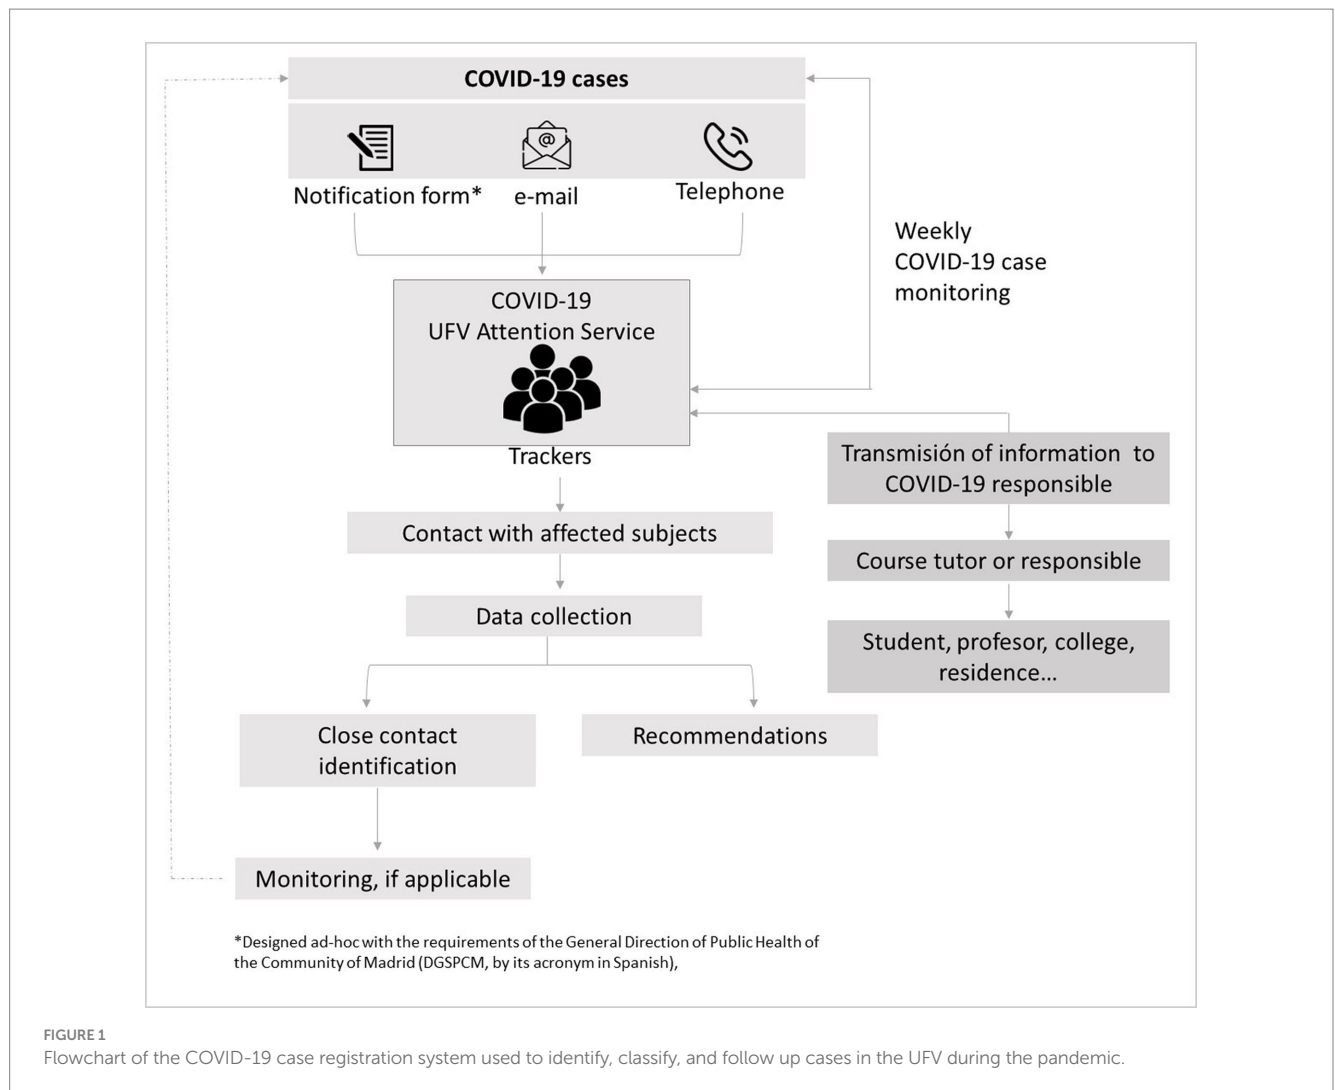 COVID-19 cases
Notification form*
e-mail
Telephone
@
Weekly
COVID-19 case
monitoring
COVID-19
UFV Attention Service
Trackers
Transmisión of information to
COVID-19 responsible
Contact with affected subjects
Course tutor or responsible
Data collection
Student, profesor, college,
residence...
Close contact
identification
Recommendations
Monitoring, if applicable
*Designed ad-hoc with the requirements of the General Direction of Public Health of
the Community of Madrid (DGSPCM, by its acronym in Spanish),
FIGURE 1
Flowchart of the COVID-19 case registration system used to identify, classify, and follow up cases in the UFV during the pandemic.